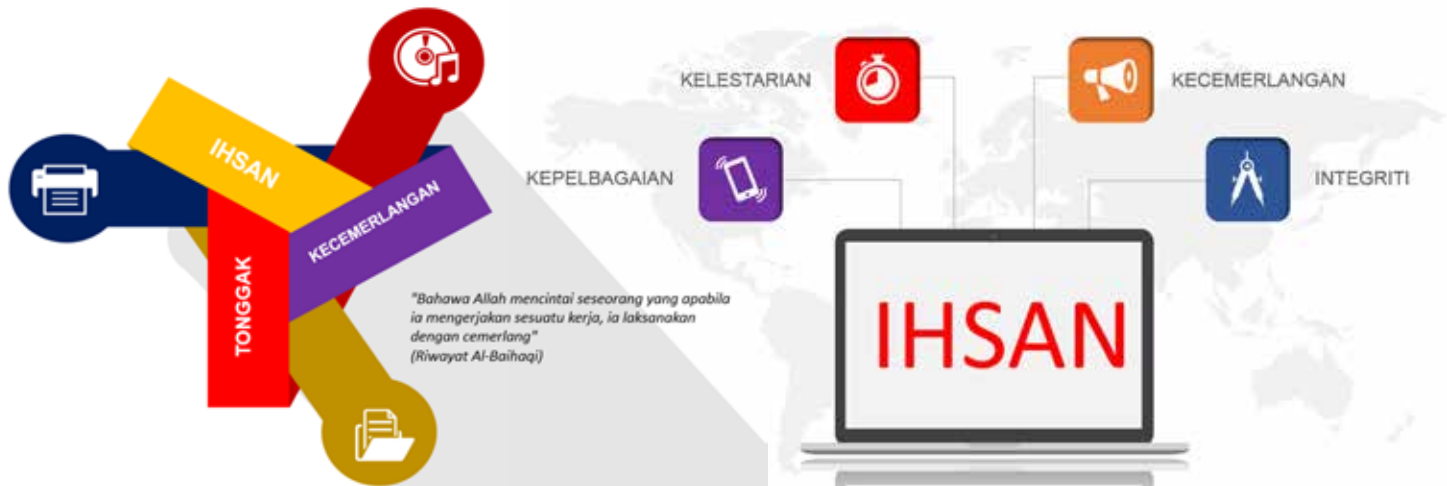 IHSAN
KECEMERLANGAN
TONGGAK
"Bahawa Allah mencintai seseorang yang apabila
ia mengerjakan sesuatu kerja, ia laksanakan
dengan cemerlang"
(Riwayat Al-Baihaqi)
KELESTARIAN
KECEMERLANGAN
KEPELBAGAIAN
INTEGRITI
IHSAN